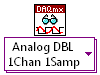 DAQmx
Analog DBL
1Chan 1Samp